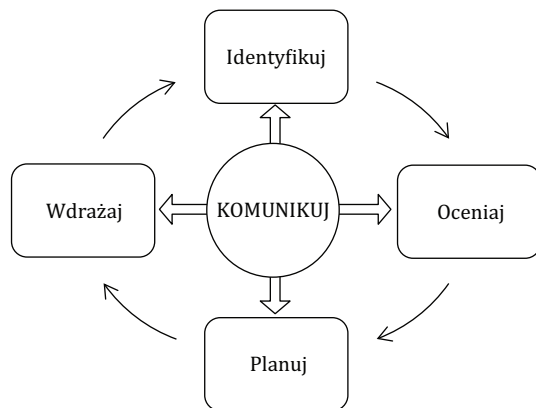 Identyfikuj
Wdrażaj
KOMUNIKUJ
Oceniaj
Planuj